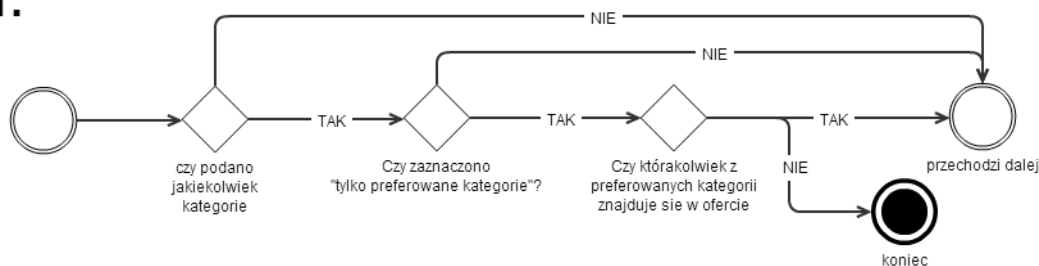 NIE
NIE
TAK
TAK
TAK
czy podano
jakiekolwiek
kategorie
Czy zaznaczono
"tylko preferowane kategorie"?
Czy którakolwiek z
preferowanych kategorii
znajduje sie w ofercie
NIE
przechodzi dalej
koniec